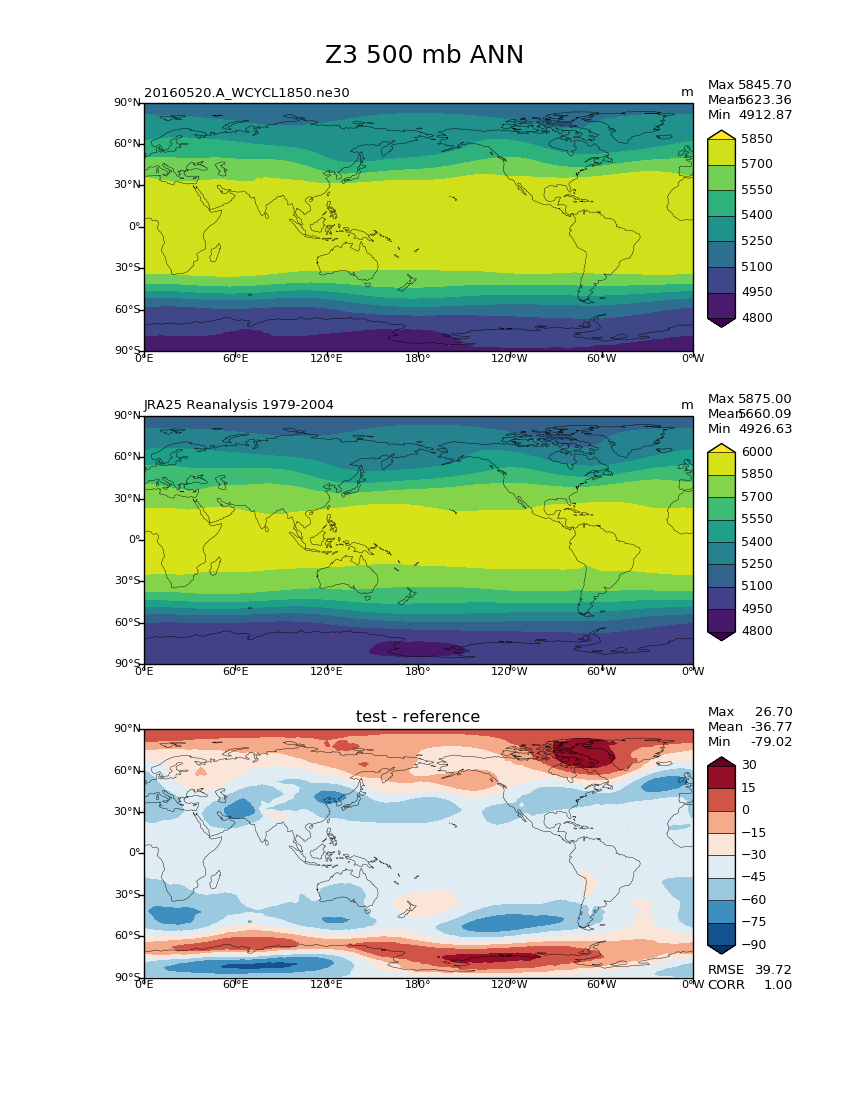 Z3 500 mb ANN
20160520.A_WCYCL1850.ne30
m
Max 5845.70
Mean 5623.36
Min 4912.87
90°N
60°N
30°N
0°
30°S
60°S
90°S
0°E 60°E 120°E 180° 120°W 60°W 0°W
5850
5700
5550
5400
5250
5100
4950
4800
JRA25 Reanalysis 1979-2004
m
Max 5875.00
Mean 5660.09
Min 4926.63
90°N
60°N
30°N
0°
30°S
60°S
90°S
0°E 60°E 120°E 180° 120°W 60°W 0°W
6000
5850
5700
5550
5400
5250
5100
4950
4800
test - reference
Max 26.70
Mean -36.77
Min -79.02
90°N
60°N
30°N
0°
30°S
60°S
90°S
0°E 60°E 120°E 180° 120°W 60°W 0°W
30
15
0
−15
−30
−45
−60
−75
−90
RMSE 39.72
CORR 1.00